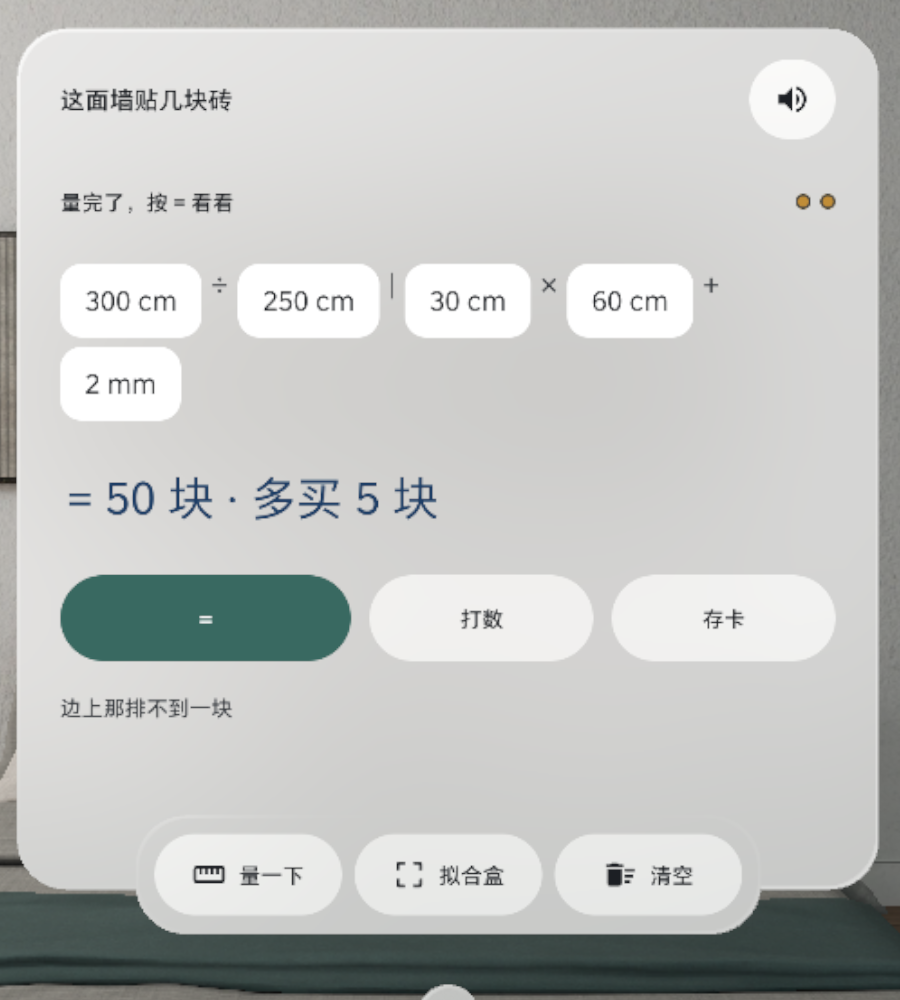 这面墙贴几块砖
量完了，按 = 看看
300 cm ÷ 250 cm | 30 cm × 60 cm +
2 mm
= 50 块 · 多买 5 块
= 打数 存卡
边上那排不到一块
量一下 拟合盒 清空